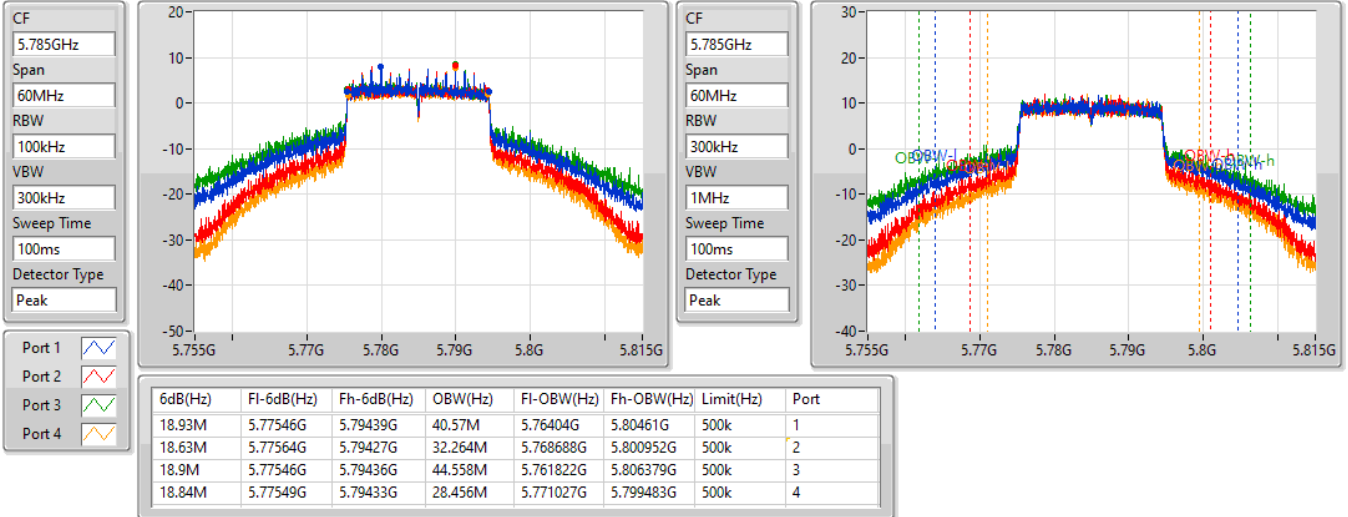 CF
5.785GHz
Span
60MHz
RBW
100kHz
VBW
300kHz
Sweep Time
100ms
Detector Type
Peak
20
10
0
-10
-20
-30
-40
-50
5.755G 5.77G 5.78G 5.79G 5.8G 5.815G
CF
5.785GHz
Span
60MHz
RBW
300kHz
VBW
1MHz
Sweep Time
100ms
Detector Type
Peak
30
20
10
0
-10
-20
-30
-40
OBW-l
OBW-h
5.755G 5.77G 5.78G 5.79G 5.8G 5.815G
Port 1
Port 2
Port 3
Port 4
6dB(Hz) Fl-6dB(Hz) Fh-6dB(Hz) OBW(Hz) Fl-OBW(Hz) Fh-OBW(Hz) Limit(Hz) Port
18.93M 5.77546G 5.79439G 40.57M 5.76404G 5.80461G 500k 1
18.63M 5.77564G 5.79427G 32.264M 5.768688G 5.800952G 500k 2
18.9M 5.77546G 5.79436G 44.558M 5.761822G 5.806379G 500k 3
18.84M 5.77549G 5.79433G 28.456M 5.771027G 5.799483G 500k 4